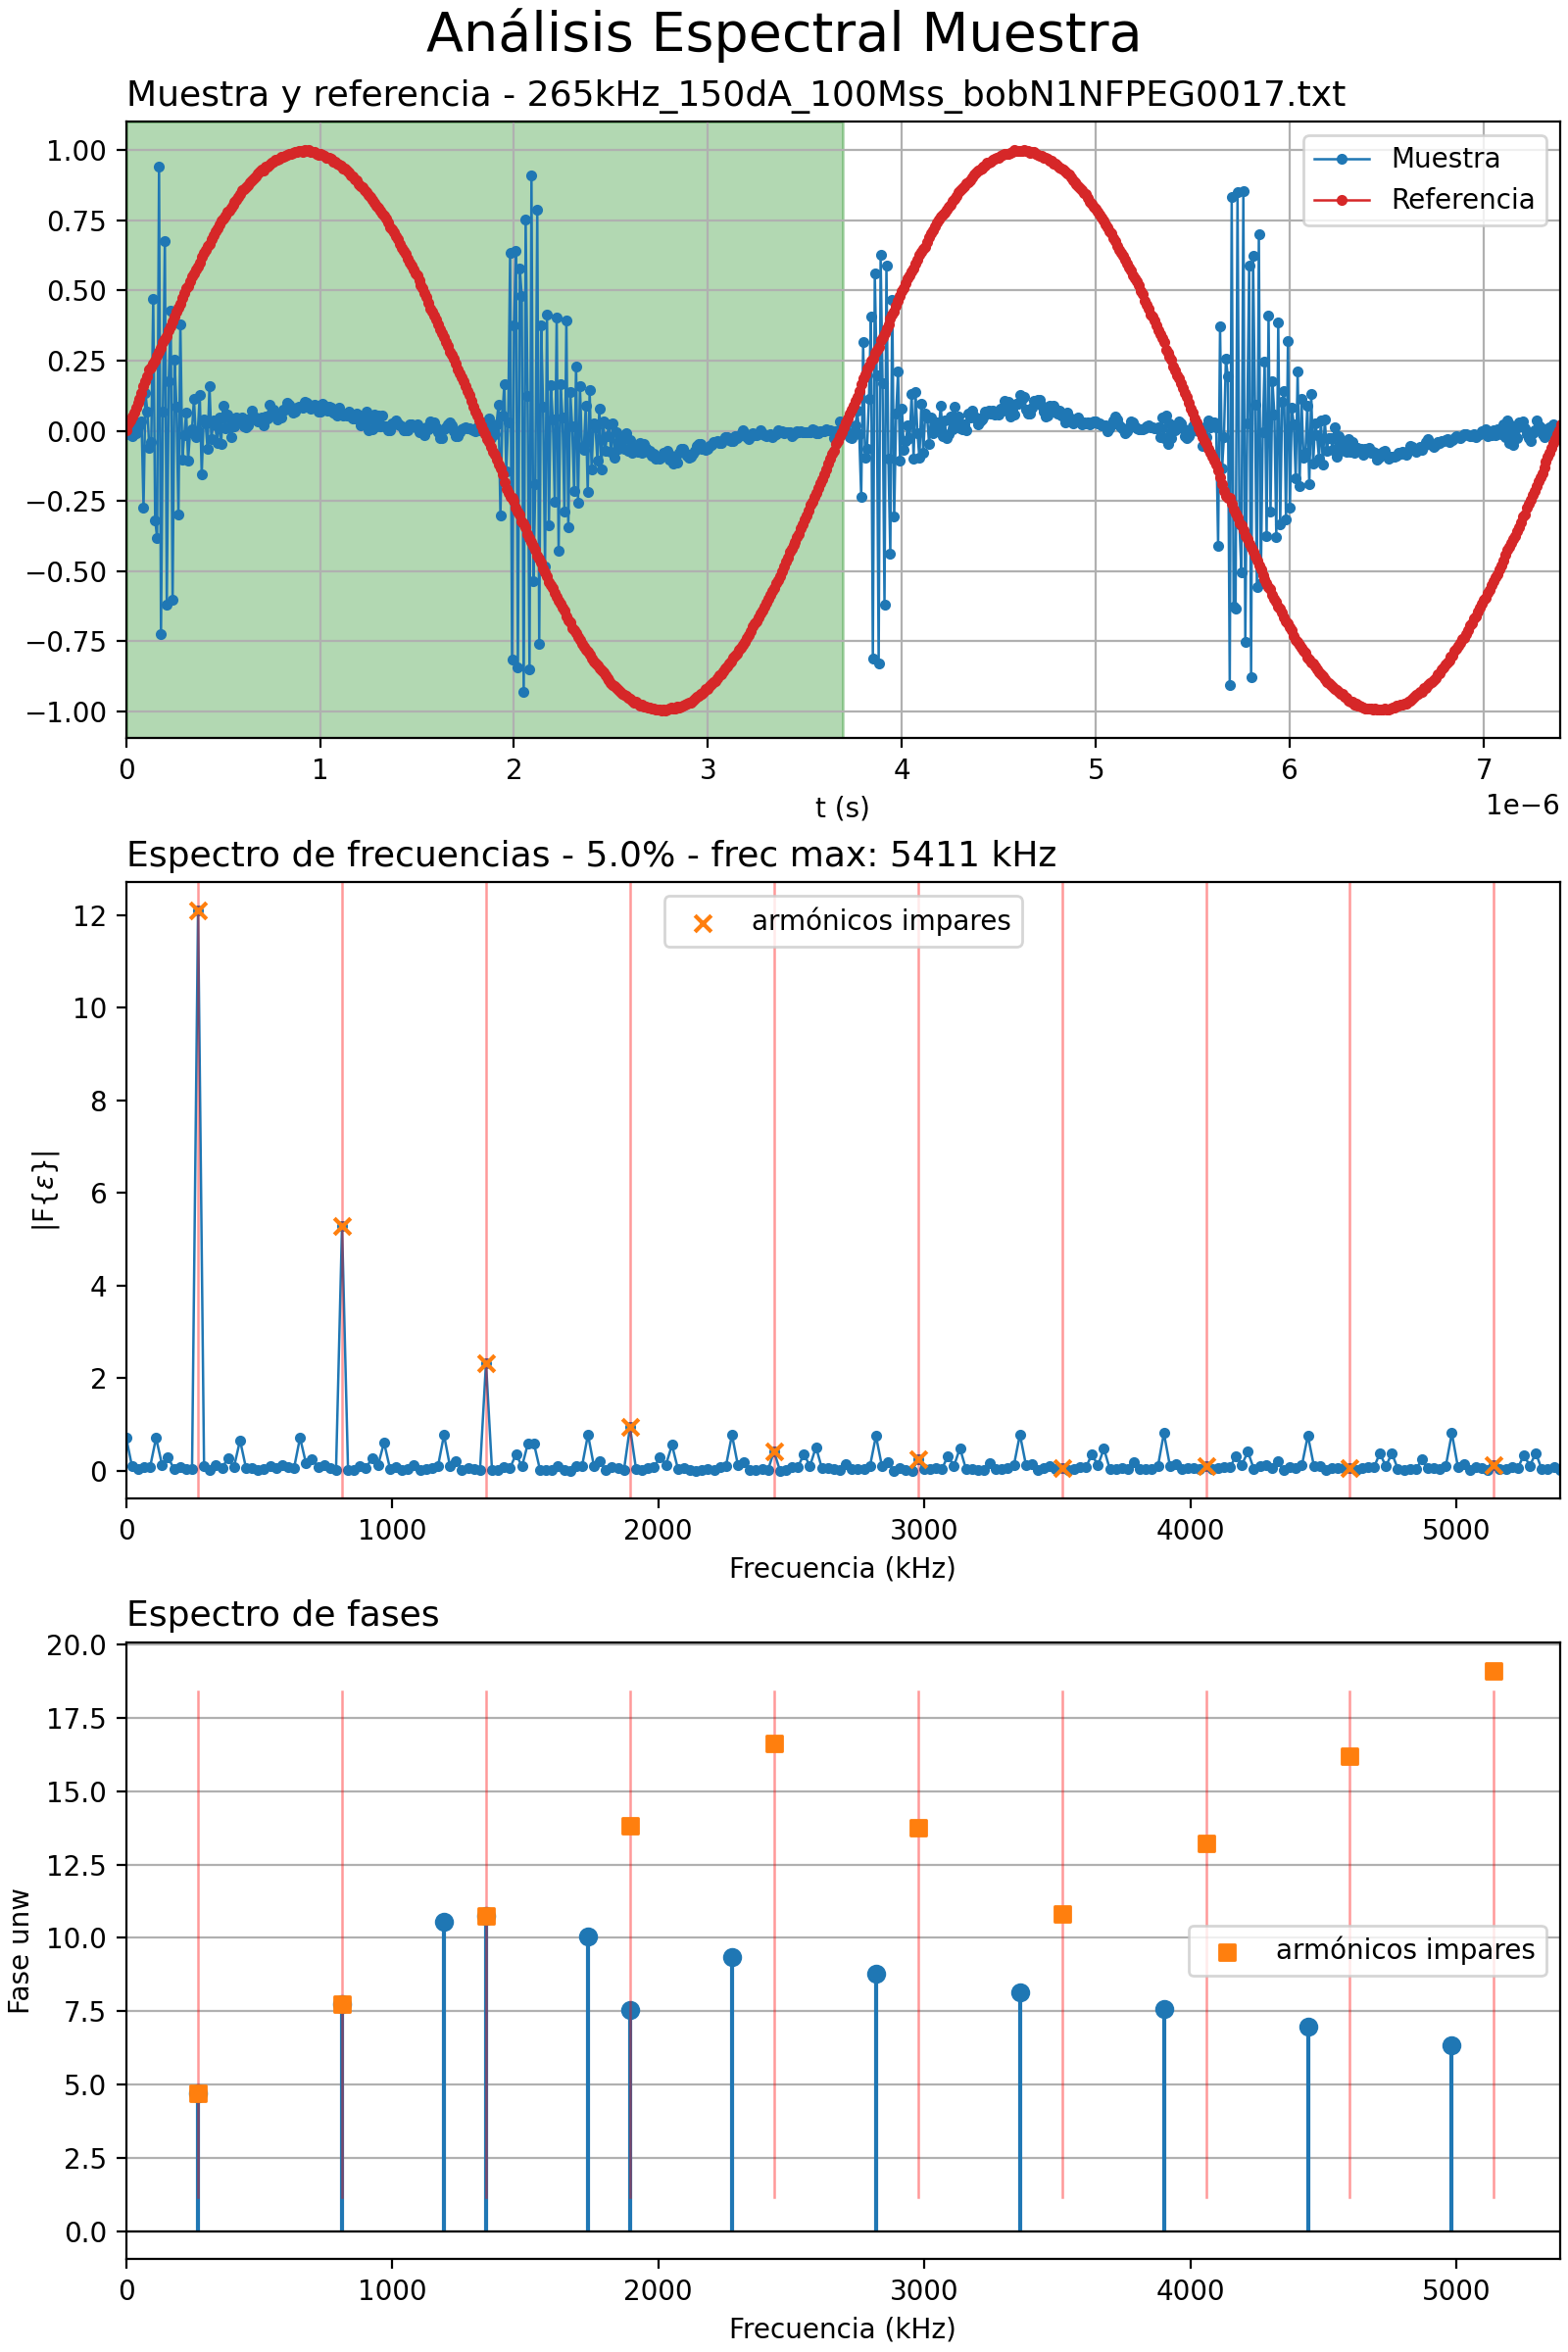 Análisis Espectral Muestra
Muestra y referencia - 265kHz_150dA_100Mss_bobN1NFPEG0017.txt
1.00
0.75
0.50
0.25
0.00
−0.25
−0.50
−0.75
−1.00
Muestra
Referencia
0 1 2 3 4 5 6 7
1e−6
t (s)
Espectro de frecuencias - 5.0% - frec max: 5411 kHz
12
10
8
6
4
2
0
|F{ε}|
armónicos impares
0 1000 2000 3000 4000 5000
Frecuencia (kHz)
Espectro de fases
20.0
17.5
15.0
12.5
10.0
7.5
5.0
2.5
0.0
Fase unw
armónicos impares
0 1000 2000 3000 4000 5000
Frecuencia (kHz)